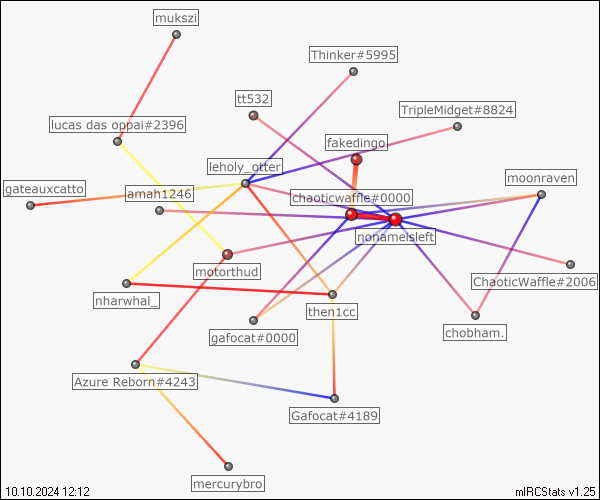 mukszi
Thinker#5995
tt532
TripleMidget#8824
lucas das oppai#2396
fakedingo
leholy_otter
moonraven
gateauxcatto
amah1246
chaoticwaffle#0000
nonameisleft
motorthud
ChaoticWaffle#2006
nharwhal_
then1cc
chobham.
gafocat#0000
Azure Reborn#4243
Gafocat#4189
mercurybro
10.10.2024 12:12
mIRCStats v1.25